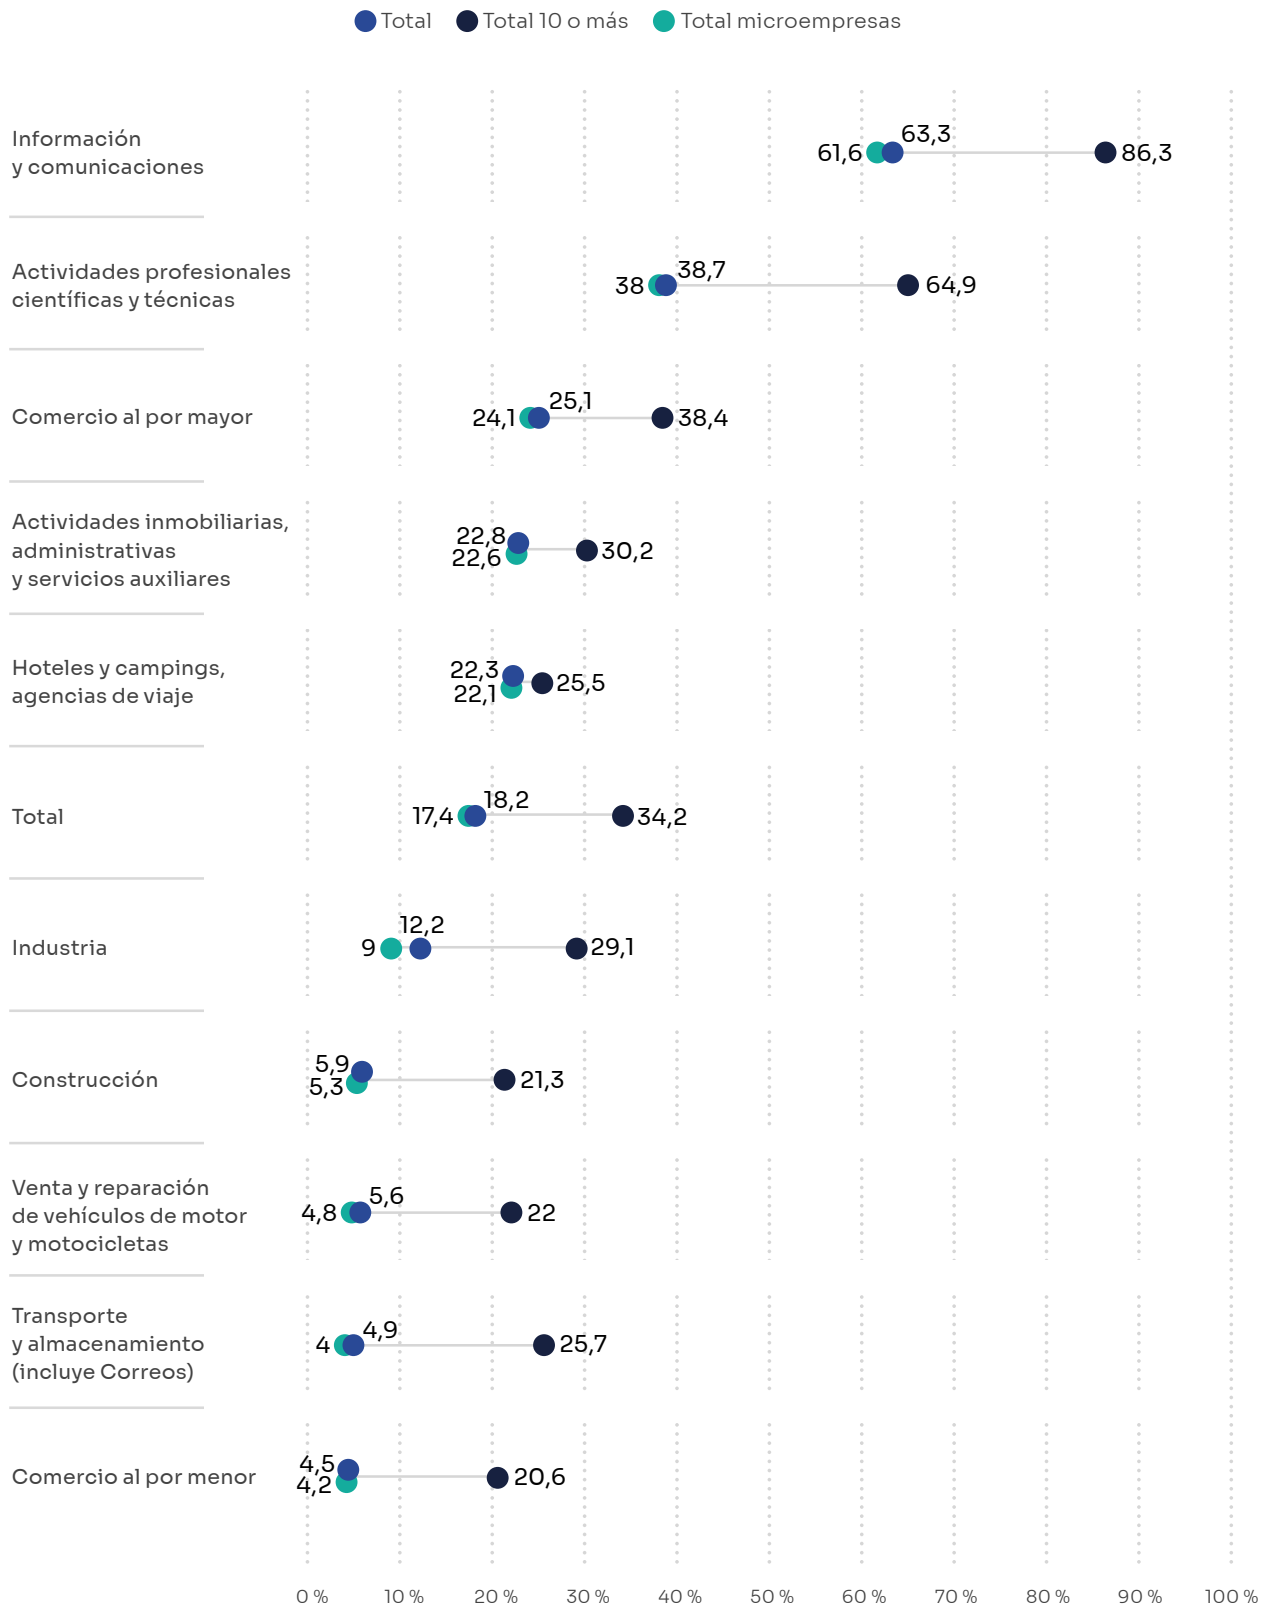 Total Total 10 o más Total microempresas
Información
y comunicaciones
61,6 63,3 86,3
Actividades profesionales
científicas y técnicas
38 38,7 64,9
Comercio al por mayor
24,1 25,1 38,4
Actividades inmobiliarias,
administrativas
y servicios auxiliares
22,8
22,6 30,2
Hoteles y campings,
agencias de viaje
22,3
22,1 25,5
Total
17,4 18,2 34,2
Industria
9 12,2 29,1
Construcción
5,9
5,3 21,3
Venta y reparación
de vehículos de motor
y motocicletas
4,8 5,6 22
Transporte
y almacenamiento
(incluye Correos)
4 4,9 25,7
Comercio al por menor
4,5
4,2 20,6
0 % 10 % 20 % 30 % 40 % 50 % 60 % 70 % 80 % 90 % 100 %